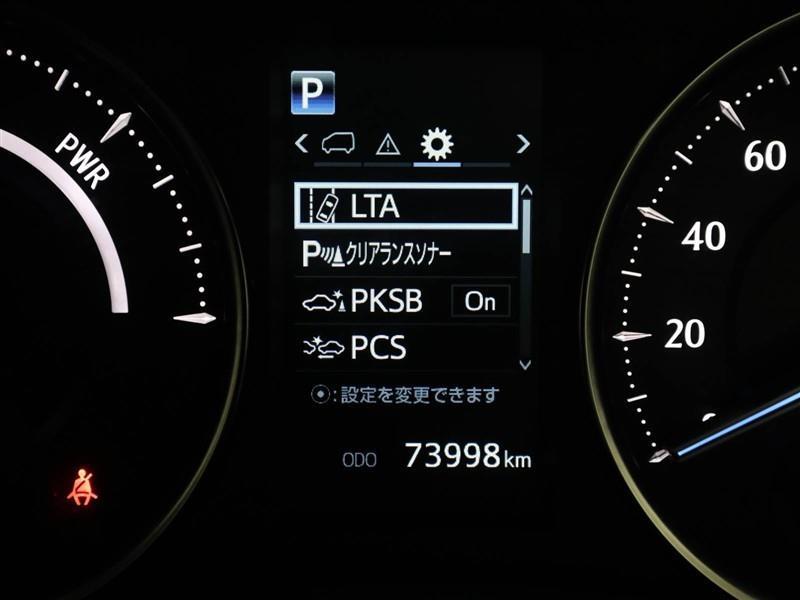 P
PWR
60
LTA
40
Pクリアランスソナー
PKSB On
20
PCS
:設定を変更できます
ODO 73998km